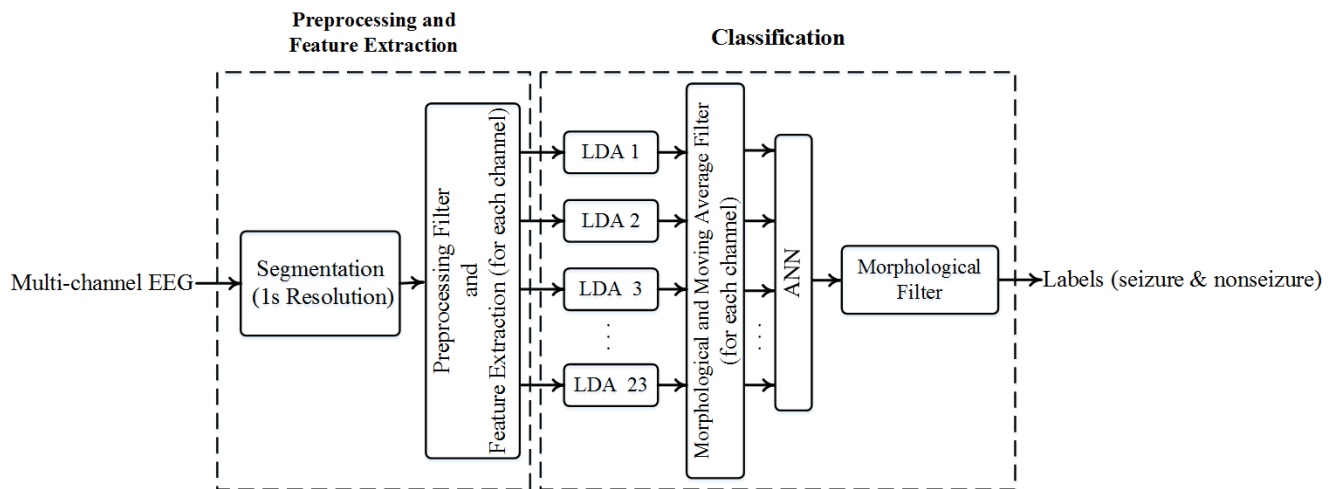 Preprocessing and
Feature Extraction
Classification
Multi-channel EEG
Segmentation
(1s Resolution)
Preprocessing Filter
and
Feature Extraction (for each channel)
LDA 1
LDA 2
LDA 3
. . .
LDA 23
Morphological and Moving Average Filter
(for each channel)
. . . .
ANN
Morphological
Filter
Labels (seizure & nonseizure)